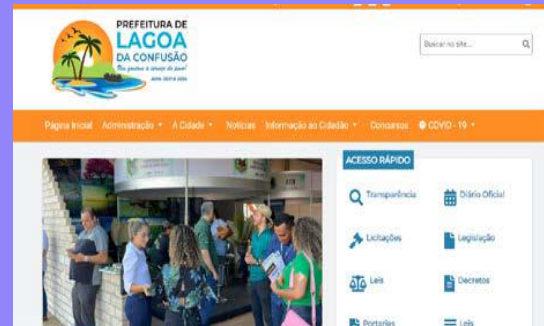 PREFEITURA DE
LAGOA
DA CONFUSÃO
Buscar no site...
Página Inicial Administração A Cidade Notícias Informação ao Cidadão Concursos COVID - 19
ACESSO RÁPIDO
Transparência Diário Oficial
Licitações Legislação
Leis Decretos
Portarias Leis